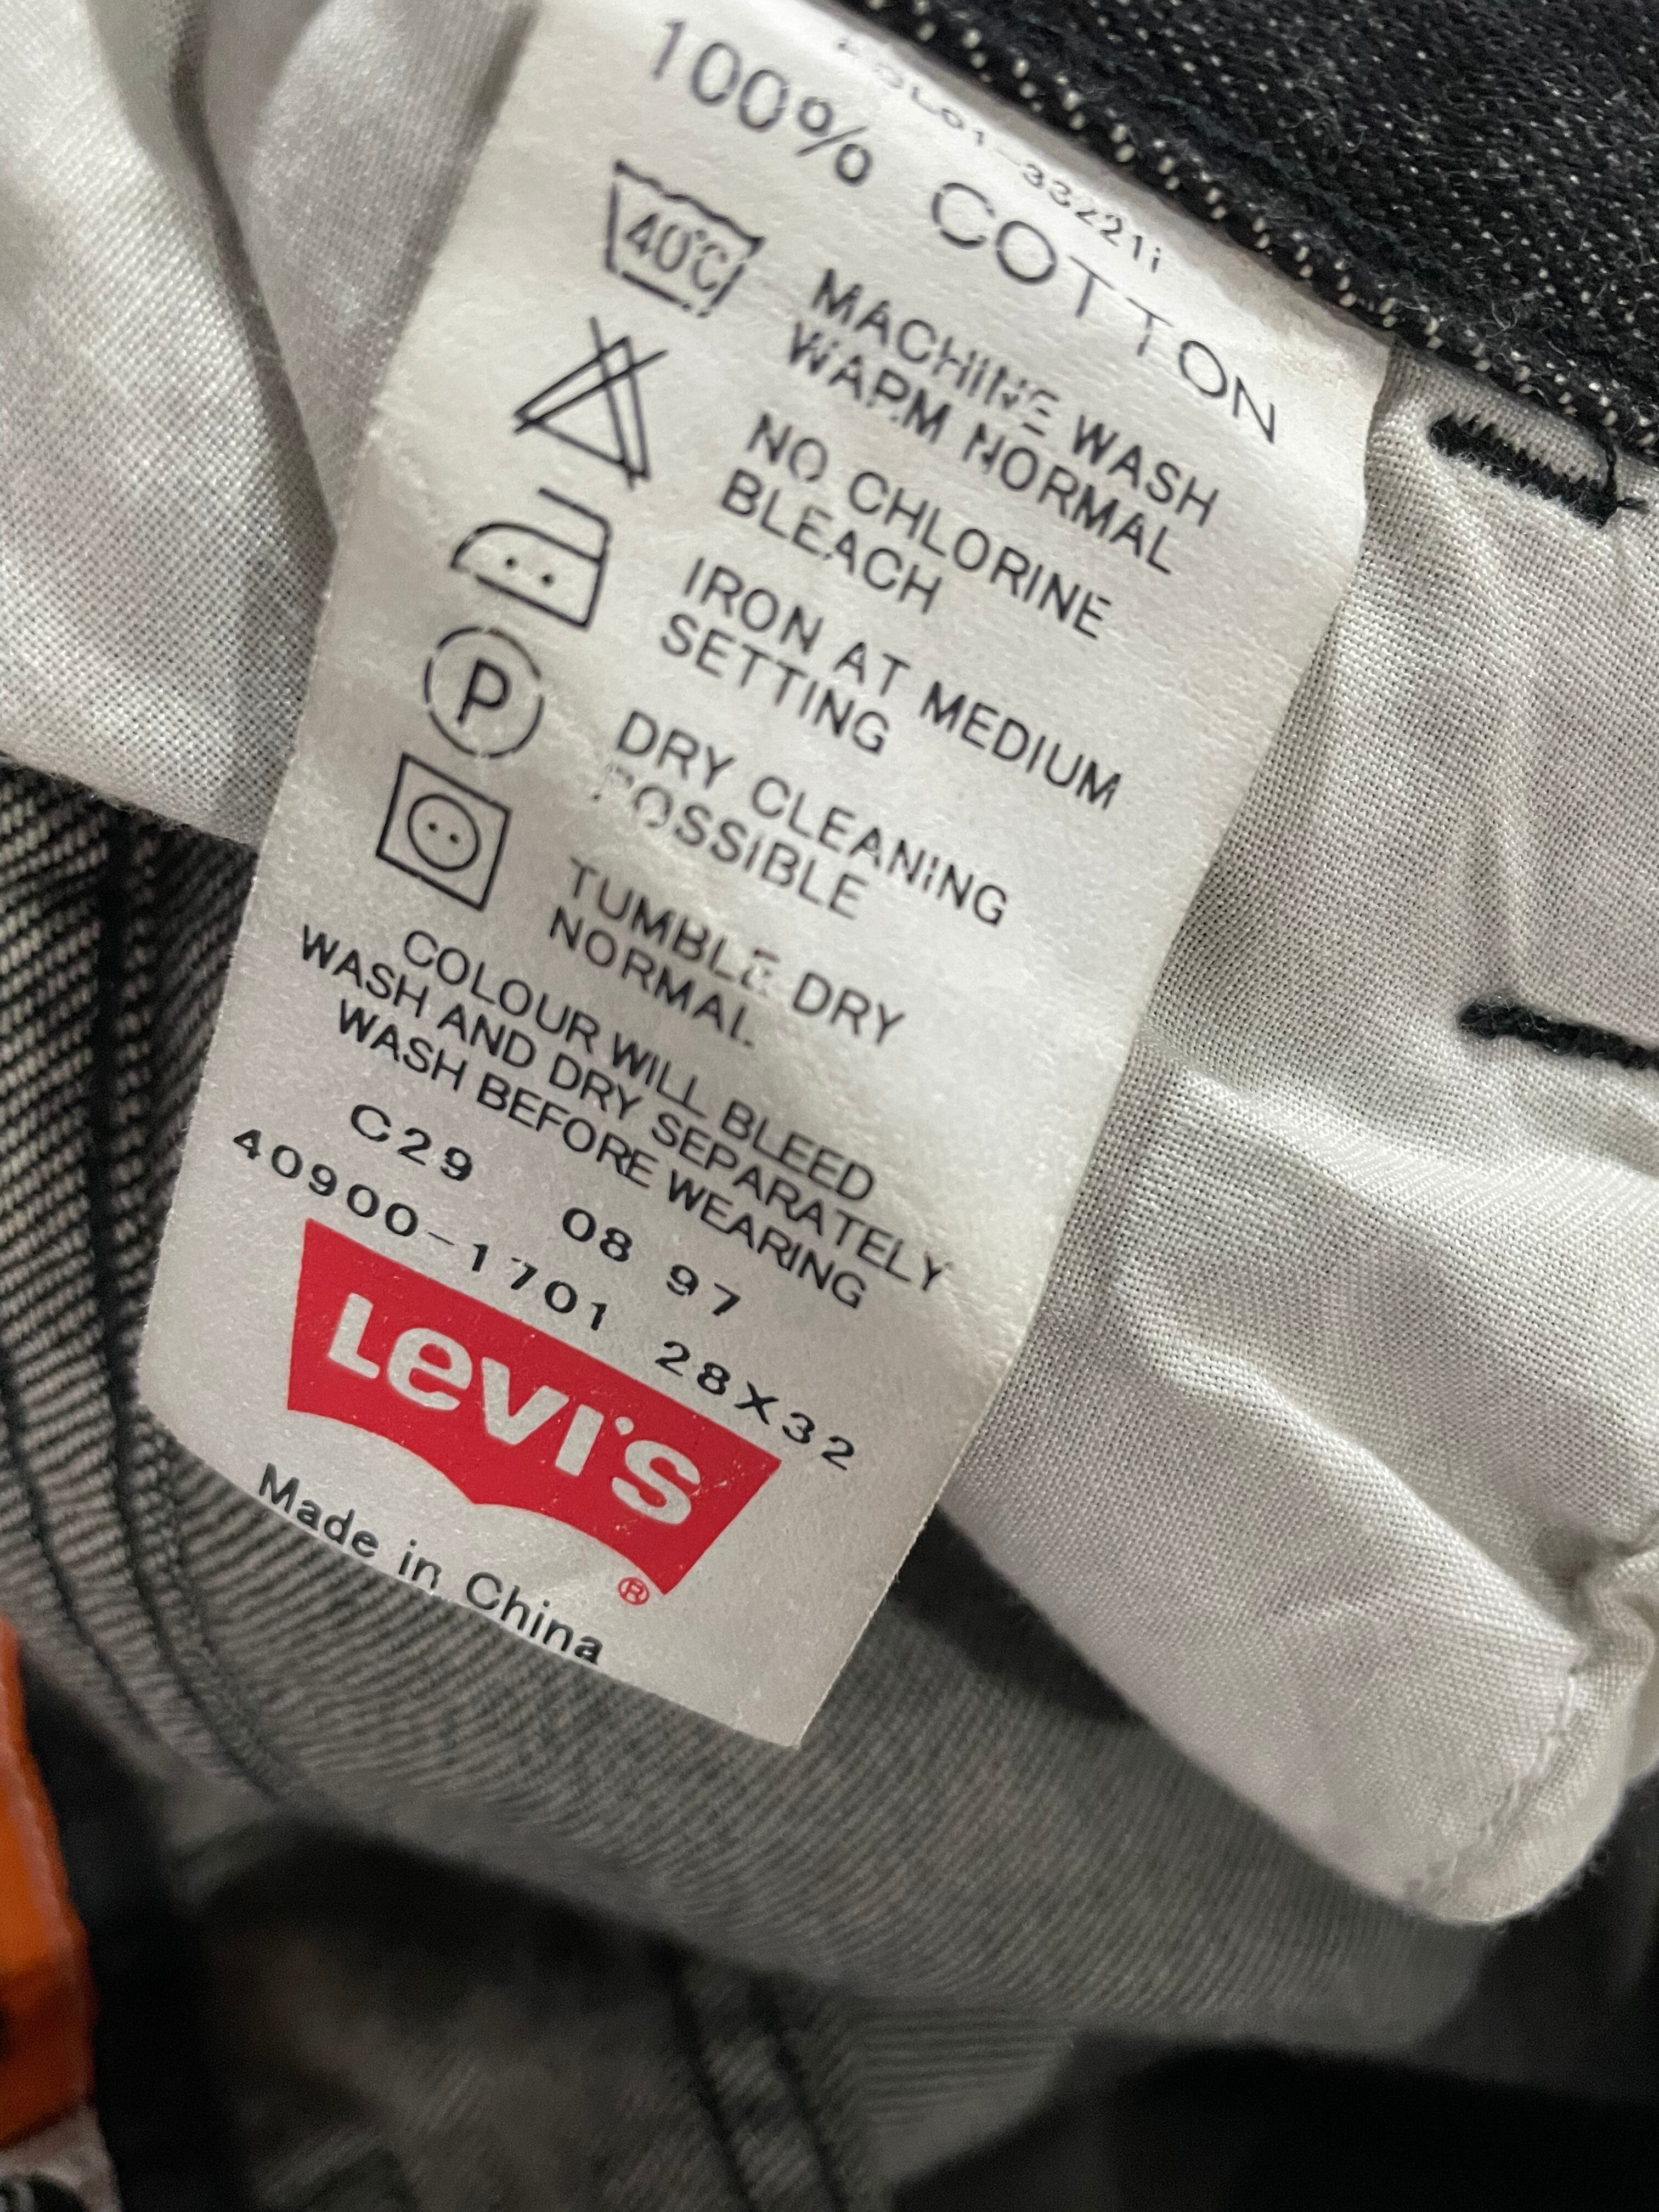 100% COTTON
40°C
MACHINE WASH
WARM NORMAL
NO CHLORINE
BLEACH
IRON AT MEDIUM
SETTING
P
DRY CLEANING
POSSIBLE
TUMBLE DRY
NORMAL
COLOUR WILL BLEED
WASH AND DRY SEPARATELY
WASH BEFORE WEARING
C29 08 97
40900-1701 28X32
Levi's
®
Made in China